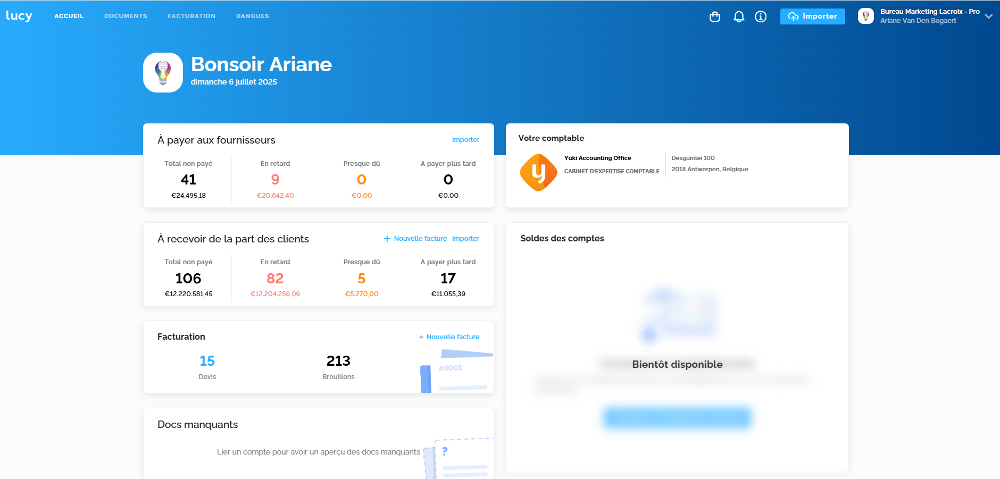 lucy
ACCUEIL
DOCUMENTS
FACTURATION
BANQUES
Importer
Bureau Marketing Lacroix - Pro
Ariane Van Den Bogaert
Bonsoir Ariane
dimanche 6 juillet 2025
À payer aux fournisseurs
Importer
Total non payé
En retard
Presque dû
A payer plus tard
41
9
0
0
€24.495,18
€20.642,40
€0,00
€0,00
Votre comptable
y
Yuki Accounting Office
CABINET D'EXPERTISE COMPTABLE
Desguinlei 100
2018 Antwerpen, Belgique
À recevoir de la part des clients
+ Nouvelle facture
Importer
Total non payé
En retard
Presque dû
A payer plus tard
106
82
5
17
€12.220.581,45
€12.204.256,06
€5.270,00
€11.055,39
Soldes des comptes
Bientôt disponible
Facturation
+ Nouvelle facture
15
213
Devis
Brouillons
#0001
Docs manquants
Lier un compte pour avoir un aperçu des docs manquants
?